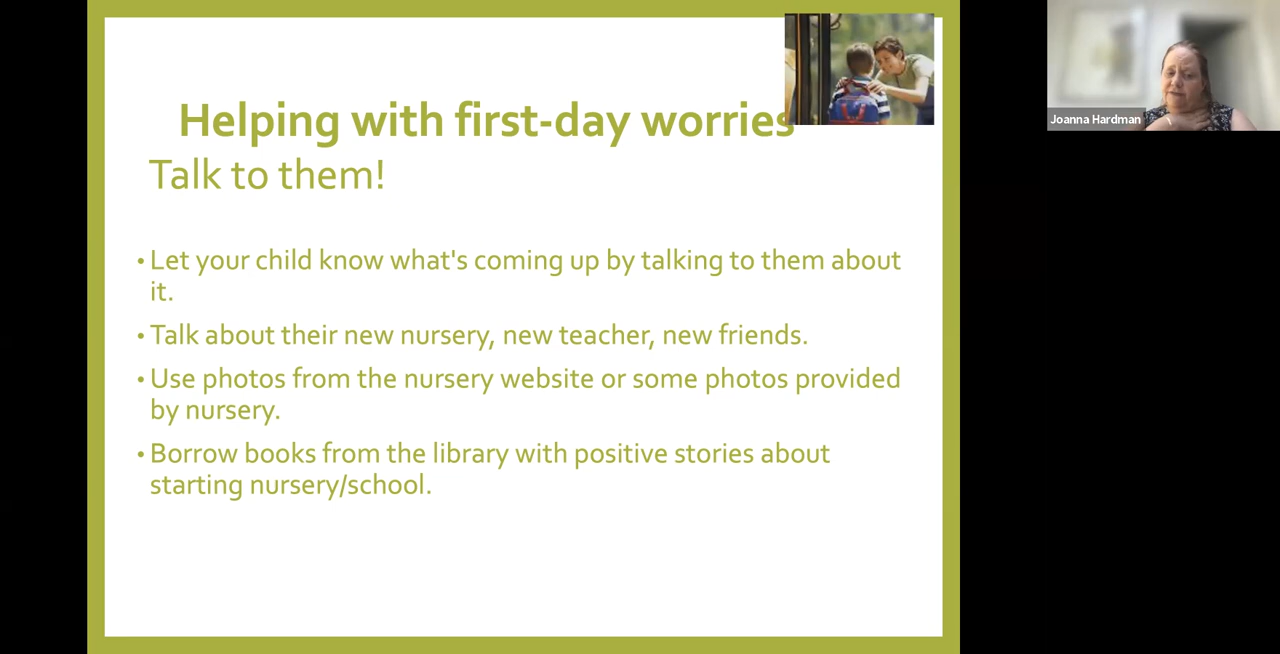 Helping with first-day worries
Talk to them!
• Let your child know what's coming up by talking to them about
it.
• Talk about their new nursery, new teacher, new friends.
• Use photos from the nursery website or some photos provided
by nursery.
• Borrow books from the library with positive stories about
starting nursery/school.
Joanna Hardman